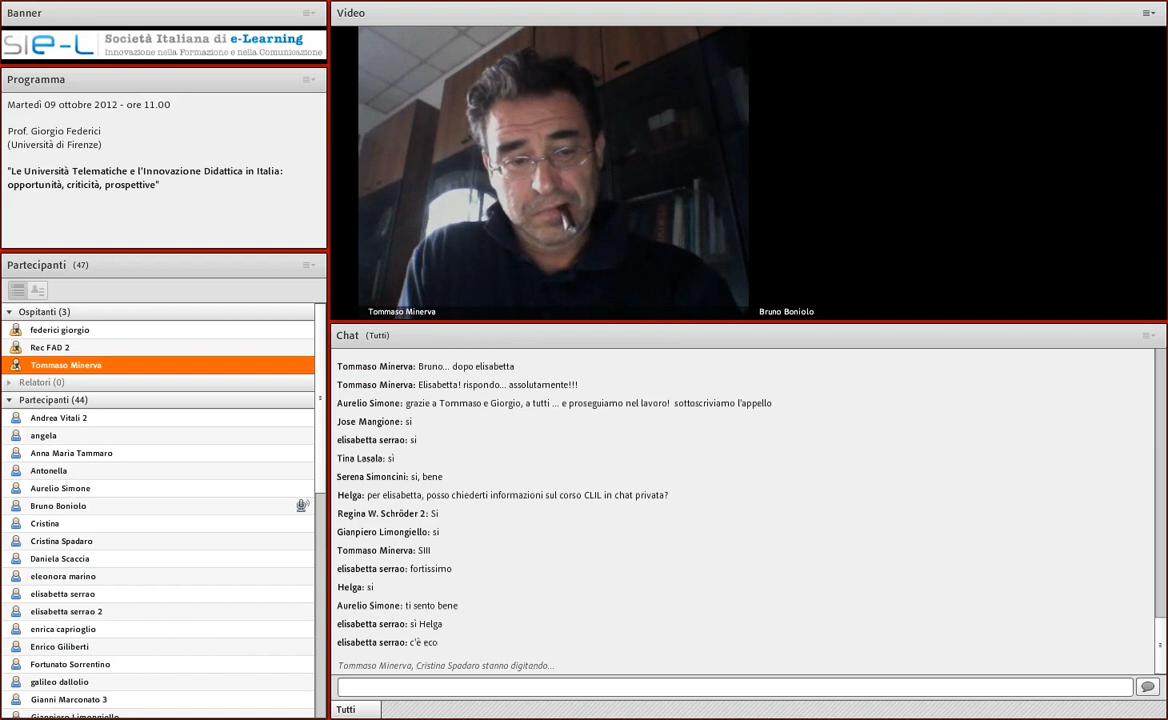 Banner
SIe-L Società Italiana di e-Learning
Innovazione nella Formazione e nella Comunicazione
Programma
Martedì 09 ottobre 2012 - ore 11.00
Prof. Giorgio Federici
(Università di Firenze)
"Le Università Telematiche e l'Innovazione Didattica in Italia:
opportunità, criticità, prospettive"
Partecipanti (47)
Ospitanti (3)
federici giorgio
Rec FAD 2
Tommaso Minerva
Relatori (0)
Partecipanti (44)
Andrea Vitali 2
angela
Anna Maria Tammaro
Antonella
Aurelio Simone
Bruno Boniolo
Cristina
Cristina Spadaro
Daniela Scaccia
eleonora marino
elisabetta serrao
elisabetta serrao 2
enrica caprioglio
Enrico Giliberti
Fortunato Sorrentino
galileo dallolio
Gianni Marconato 3
Gianpiero Limongiello
Video
Tommaso Minerva
Bruno Boniolo
Chat (Tutti)
Tommaso Minerva: Bruno... dopo elisabetta
Tommaso Minerva: Elisabetta! rispondo... assolutamente!!!
Aurelio Simone: grazie a Tommaso e Giorgio, a tutti ... e proseguiamo nel lavoro! sottoscriviamo l'appello
Jose Mangione: si
elisabetta serrao: si
Tina Lasala: sì
Serena Simoncini: si, bene
Helga: per elisabetta, posso chiederti informazioni sul corso CLIL in chat privata?
Regina W. Schröder 2: Si
Gianpiero Limongiello: si
Tommaso Minerva: SIII
elisabetta serrao: fortissimo
Helga: si
Aurelio Simone: ti sento bene
elisabetta serrao: sì Helga
elisabetta serrao: c'è eco
Tommaso Minerva, Cristina Spadaro stanno digitando...
Tutti